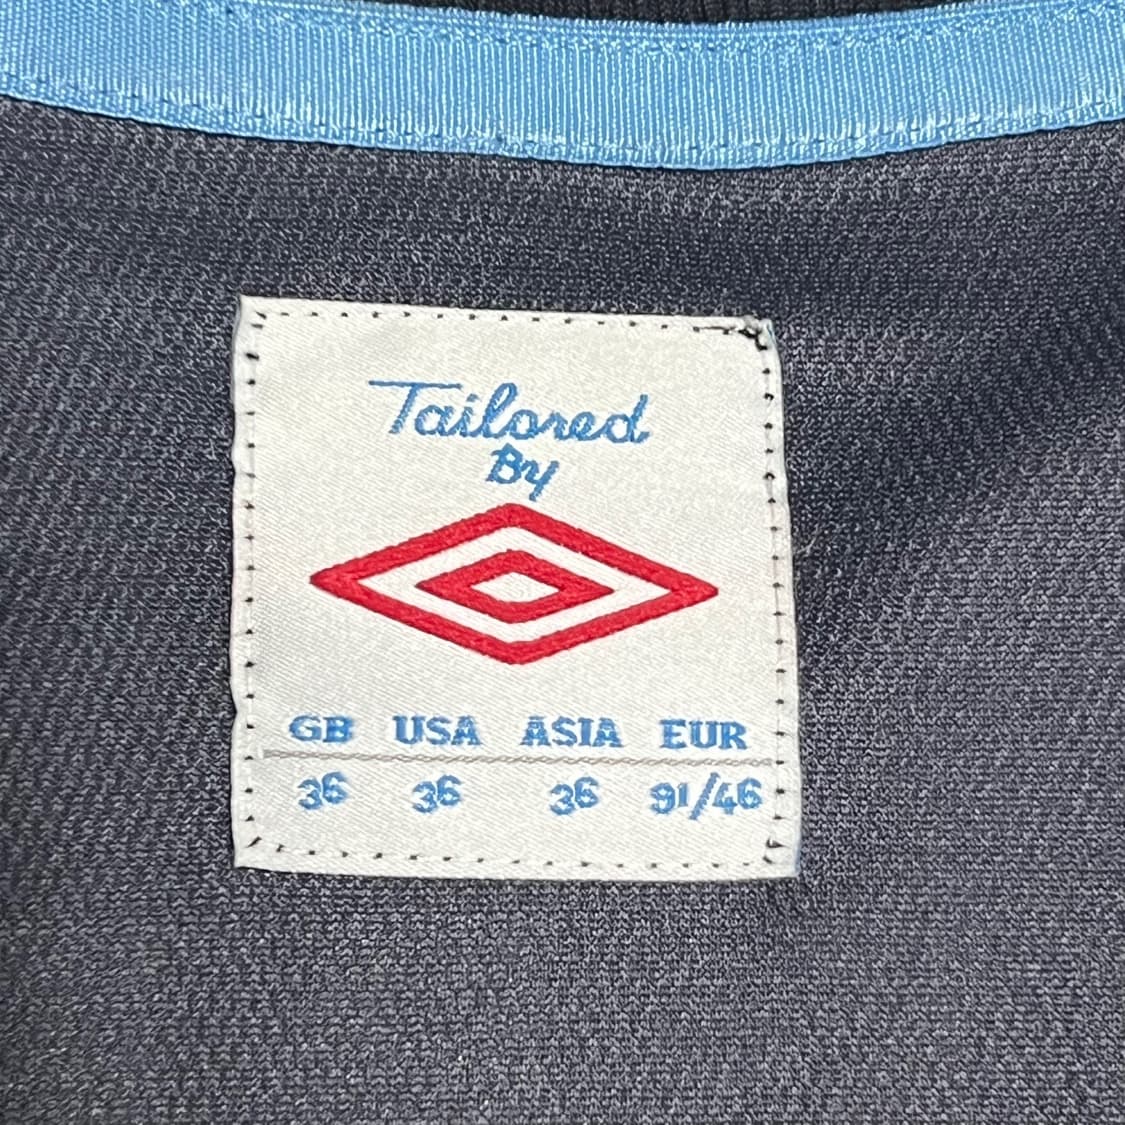 Tailored
By
GB USA ASIA EUR
36 36 36 91/46